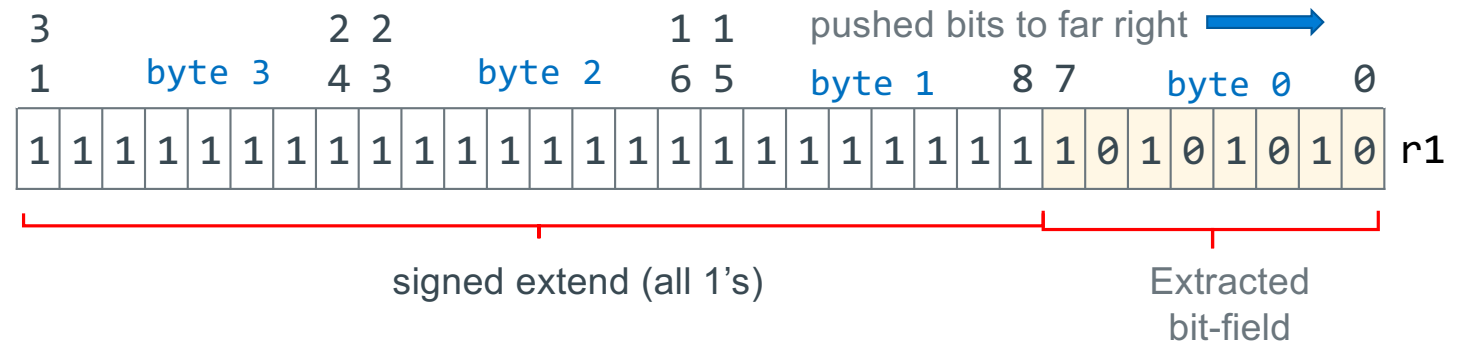 3 2 2 1 1 pushed bits to far right
1 byte 3 4 3 byte 2 6 5 byte 1 8 7 byte 0 0
1 1 1 1 1 1 1 1 1 1 1 1 1 1 1 1 1 1 1 1 1 1 1 1 1 0 1 0 1 0 1 0 r1
signed extend (all 1’s) Extracted
bit-field